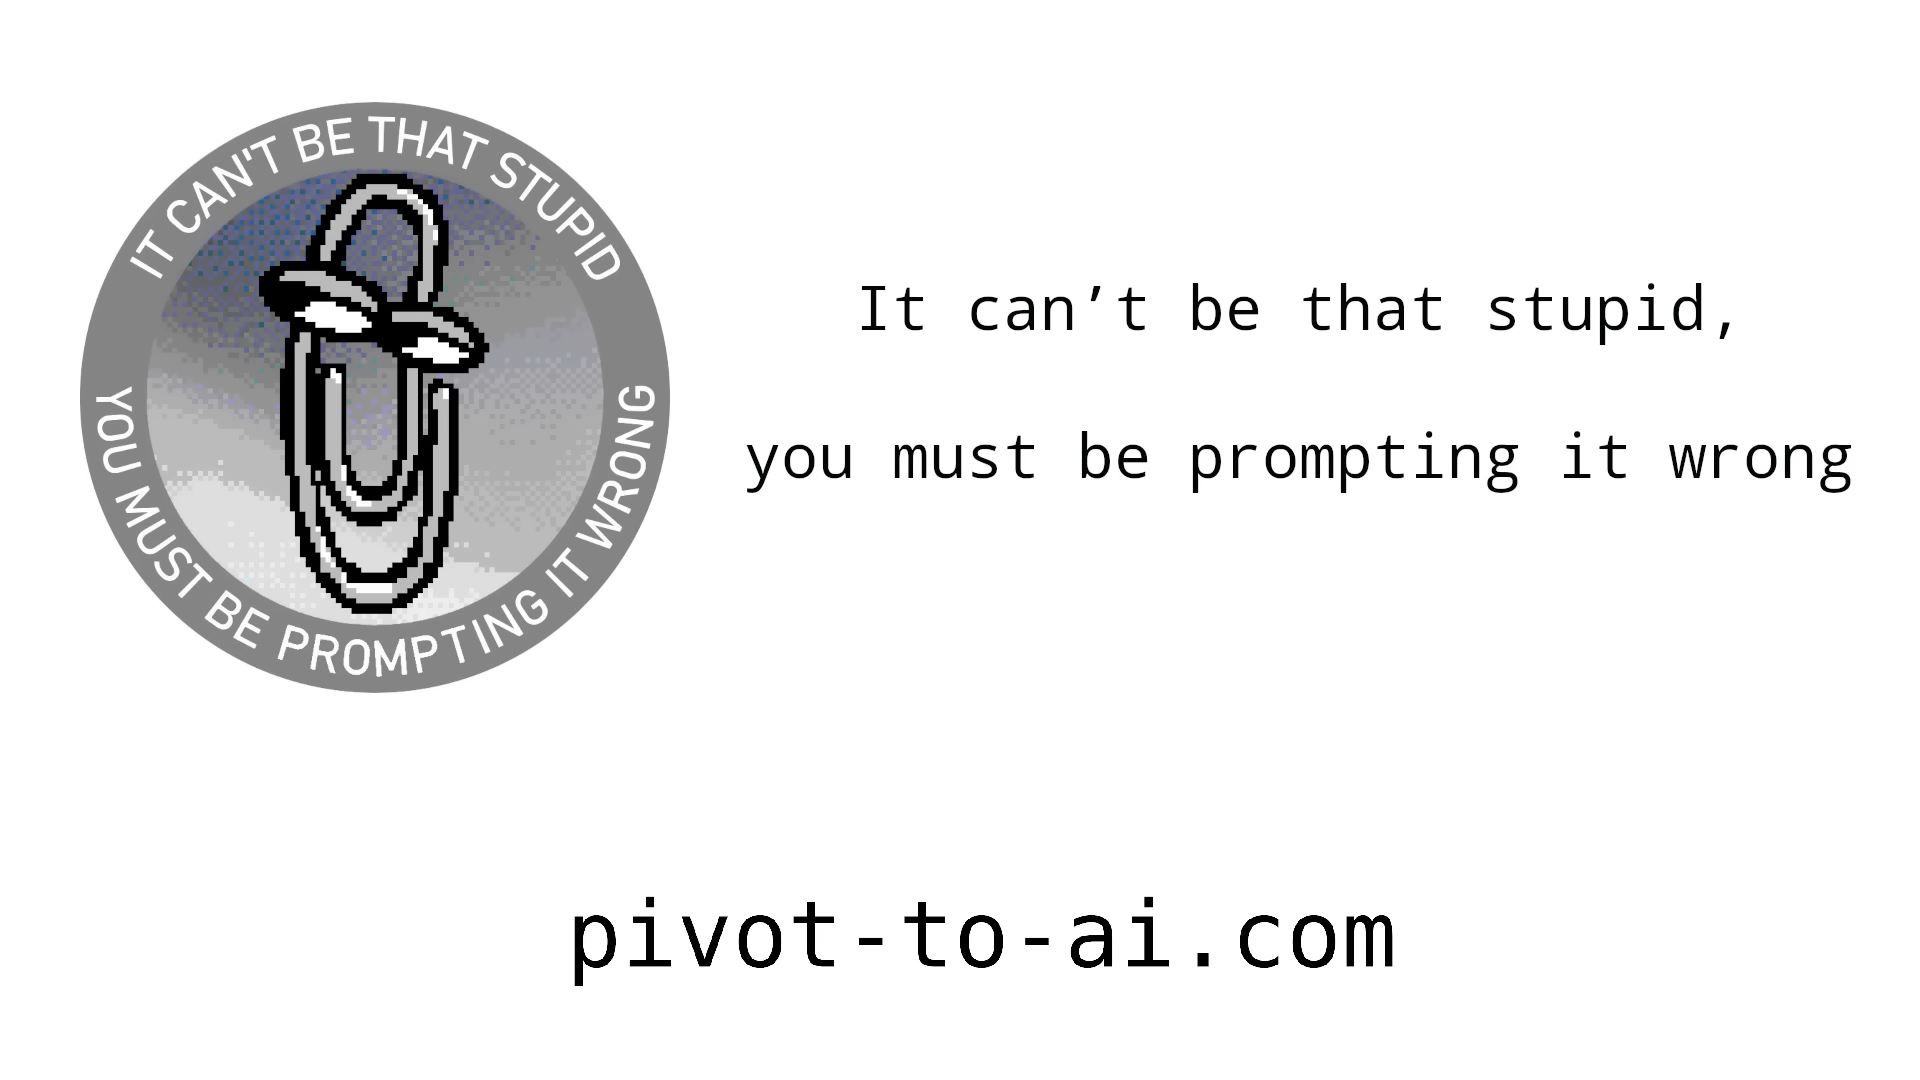 IT CAN'T BE THAT STUPID
YOU MUST BE PROMPTING IT WRONG
It can’t be that stupid,
you must be prompting it wrong
pivot-to-ai.com